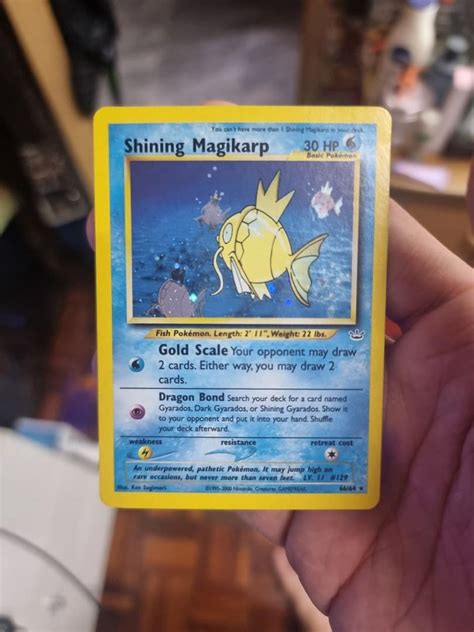 You can't have more than 1 Shining Magikarp in your deck.
Shining Magikarp 30 HP
Basic Pokémon
Fish Pokémon. Length: 2' 11", Weight: 22 lbs.
Gold Scale Your opponent may draw
2 cards. Either way, you may draw 2
cards.
Dragon Bond Search your deck for a card named
Gyarados, Dark Gyarados, or Shining Gyarados. Show it to
your opponent and put it into your hand. Shuffle
your deck afterward.
weakness resistance retreat cost
An underpowered, pathetic Pokémon. It may jump high on
rare occasions, but never more than seven feet. LV. 11 #129
Illus. Ken Sugimori ©1995-2000 Nintendo, Creatures, GAMEFREAK. 66/64